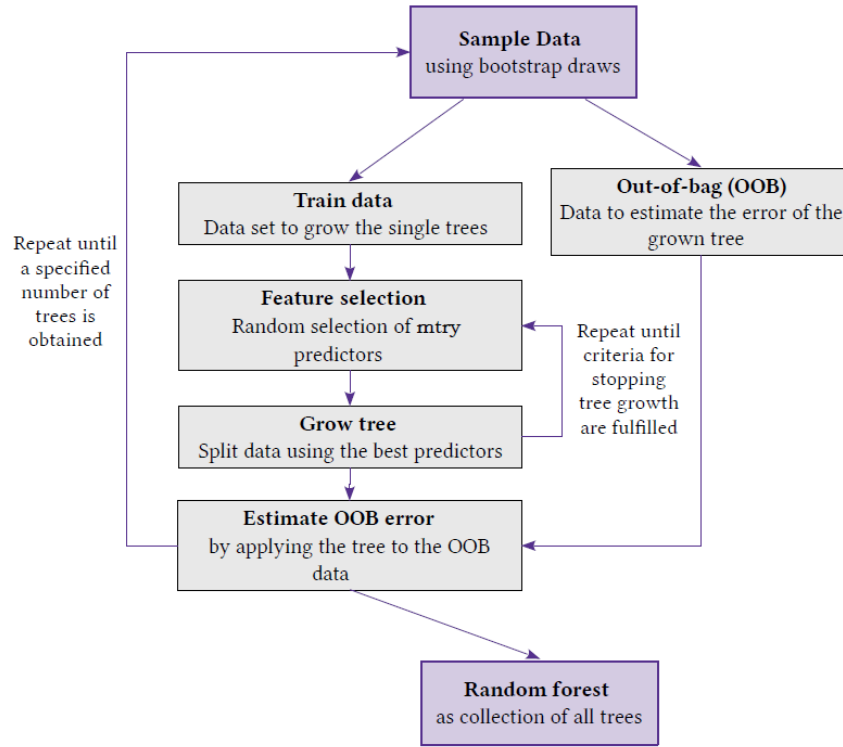 Sample Data
using bootstrap draws
Train data
Data set to grow the single trees
Out-of-bag (OOB)
Data to estimate the error of the
grown tree
Repeat until
a specified
number of
trees is
obtained
Feature selection
Random selection of mtry
predictors
Repeat until
criteria for
stopping
tree growth
are fulfilled
Grow tree
Split data using the best predictors
Estimate OOB error
by applying the tree to the OOB
data
Random forest
as collection of all trees